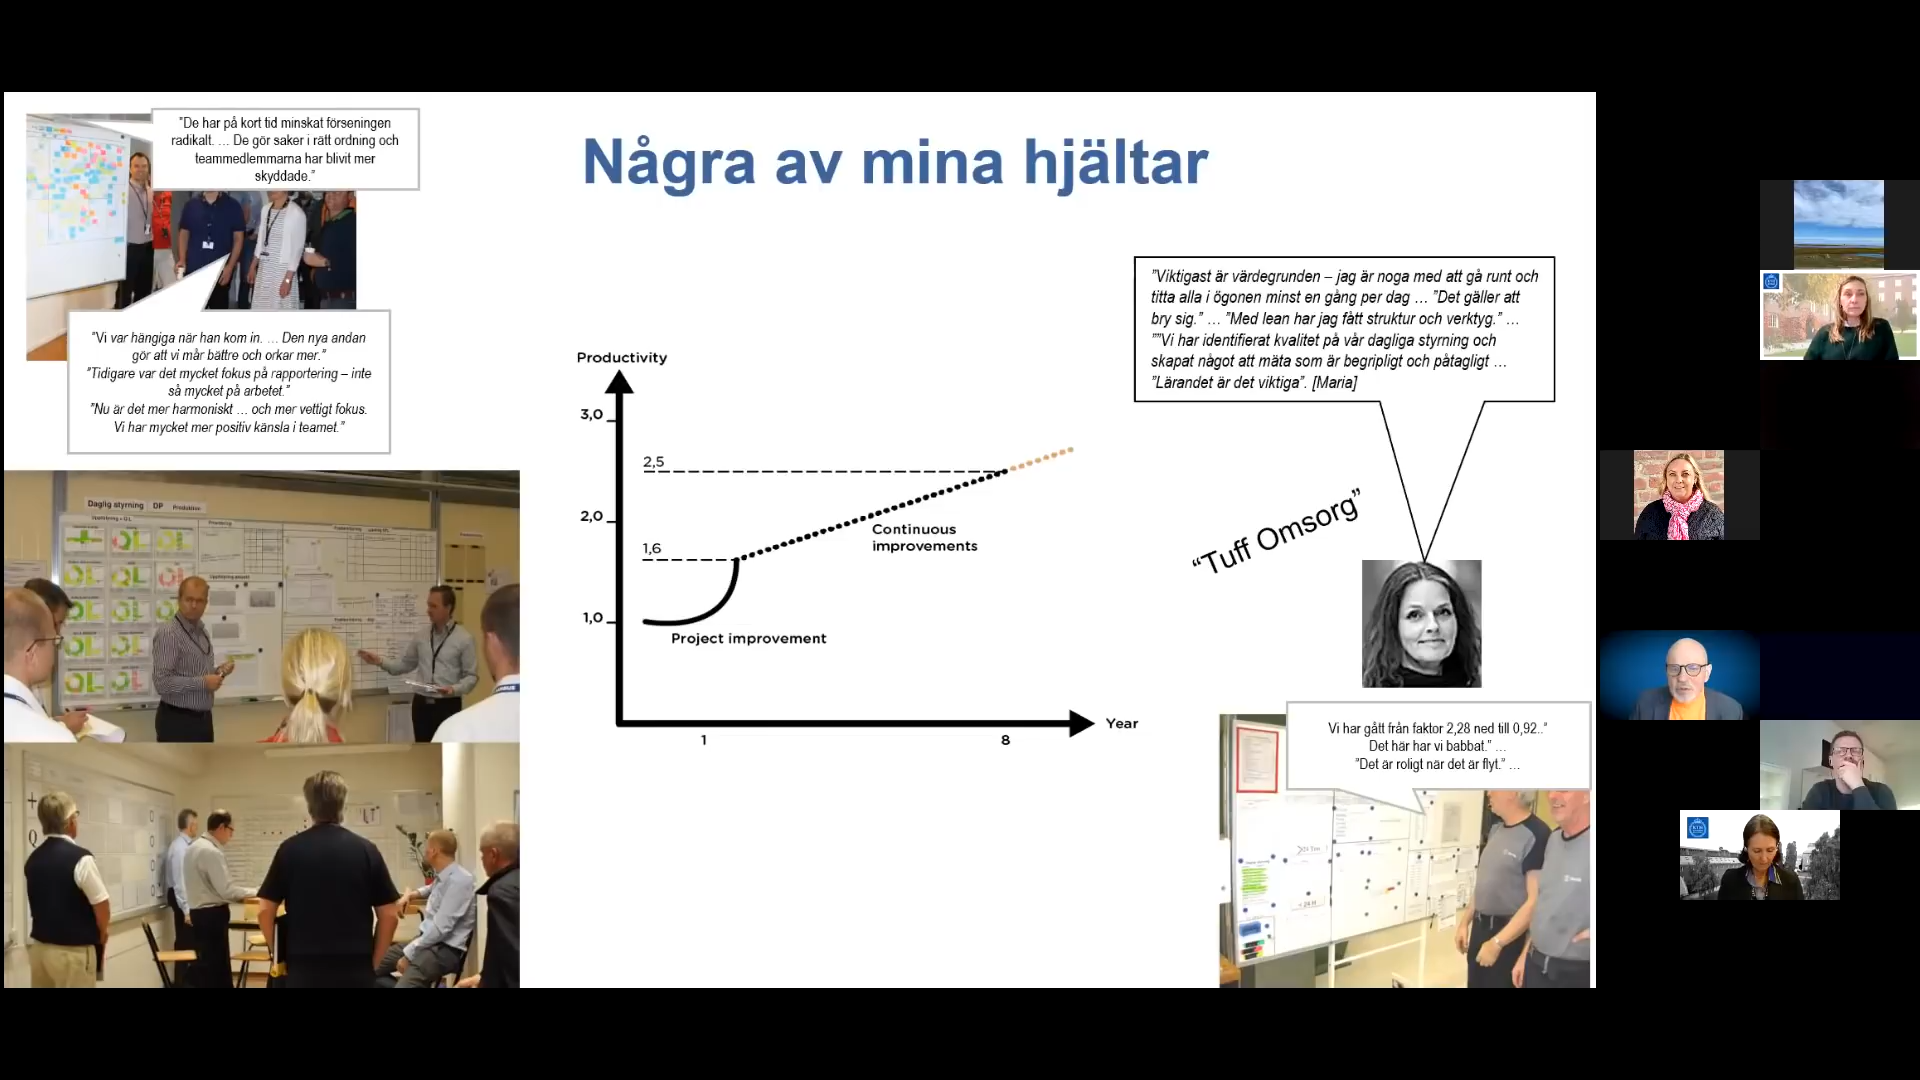 Några av mina hjältar
"De har på kort tid minskat förseningen
radikalt. … De gör saker i rätt ordning och
teammedlemmarna har blivit mer
skyddade."
"Vi var hängiga när han kom in. … Den nya andan
gör att vi mår bättre och orkar mer."
"Tidigare var det mycket fokus på rapportering – inte
så mycket på arbetet."
"Nu är det mer harmoniskt … och mer vettigt fokus.
Vi har mycket mer positiv känsla i teamet."
Daglig styrning DP Produktion
Productivity
3,0
2,5
2,0
1,6
1,0
Continuous
improvements
Project improvement
Year
1
8
"Viktigast är värdegrunden – jag är noga med att gå runt och
titta alla i ögonen minst en gång per dag … "Det gäller att
bry sig." … "Med lean har jag fått struktur och verktyg." …
""Vi har identifierat kvalitet på vår dagliga styrning och
skapat något att mäta som är begripligt och påtagligt …
"Lärandet är det viktiga". [Maria]
"Tuff Omsorg"
Vi har gått från faktor 2,28 ned till 0,92.."
Det här har vi babbat." …
"Det är roligt när det är flyt." …